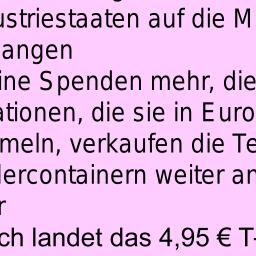 ustriestaaten auf die M
angen
ine Spenden mehr, die
ationen, die sie in Euro
meln, verkaufen die Te
lercontainern weiter an
r
ch landet das 4,95 € T-